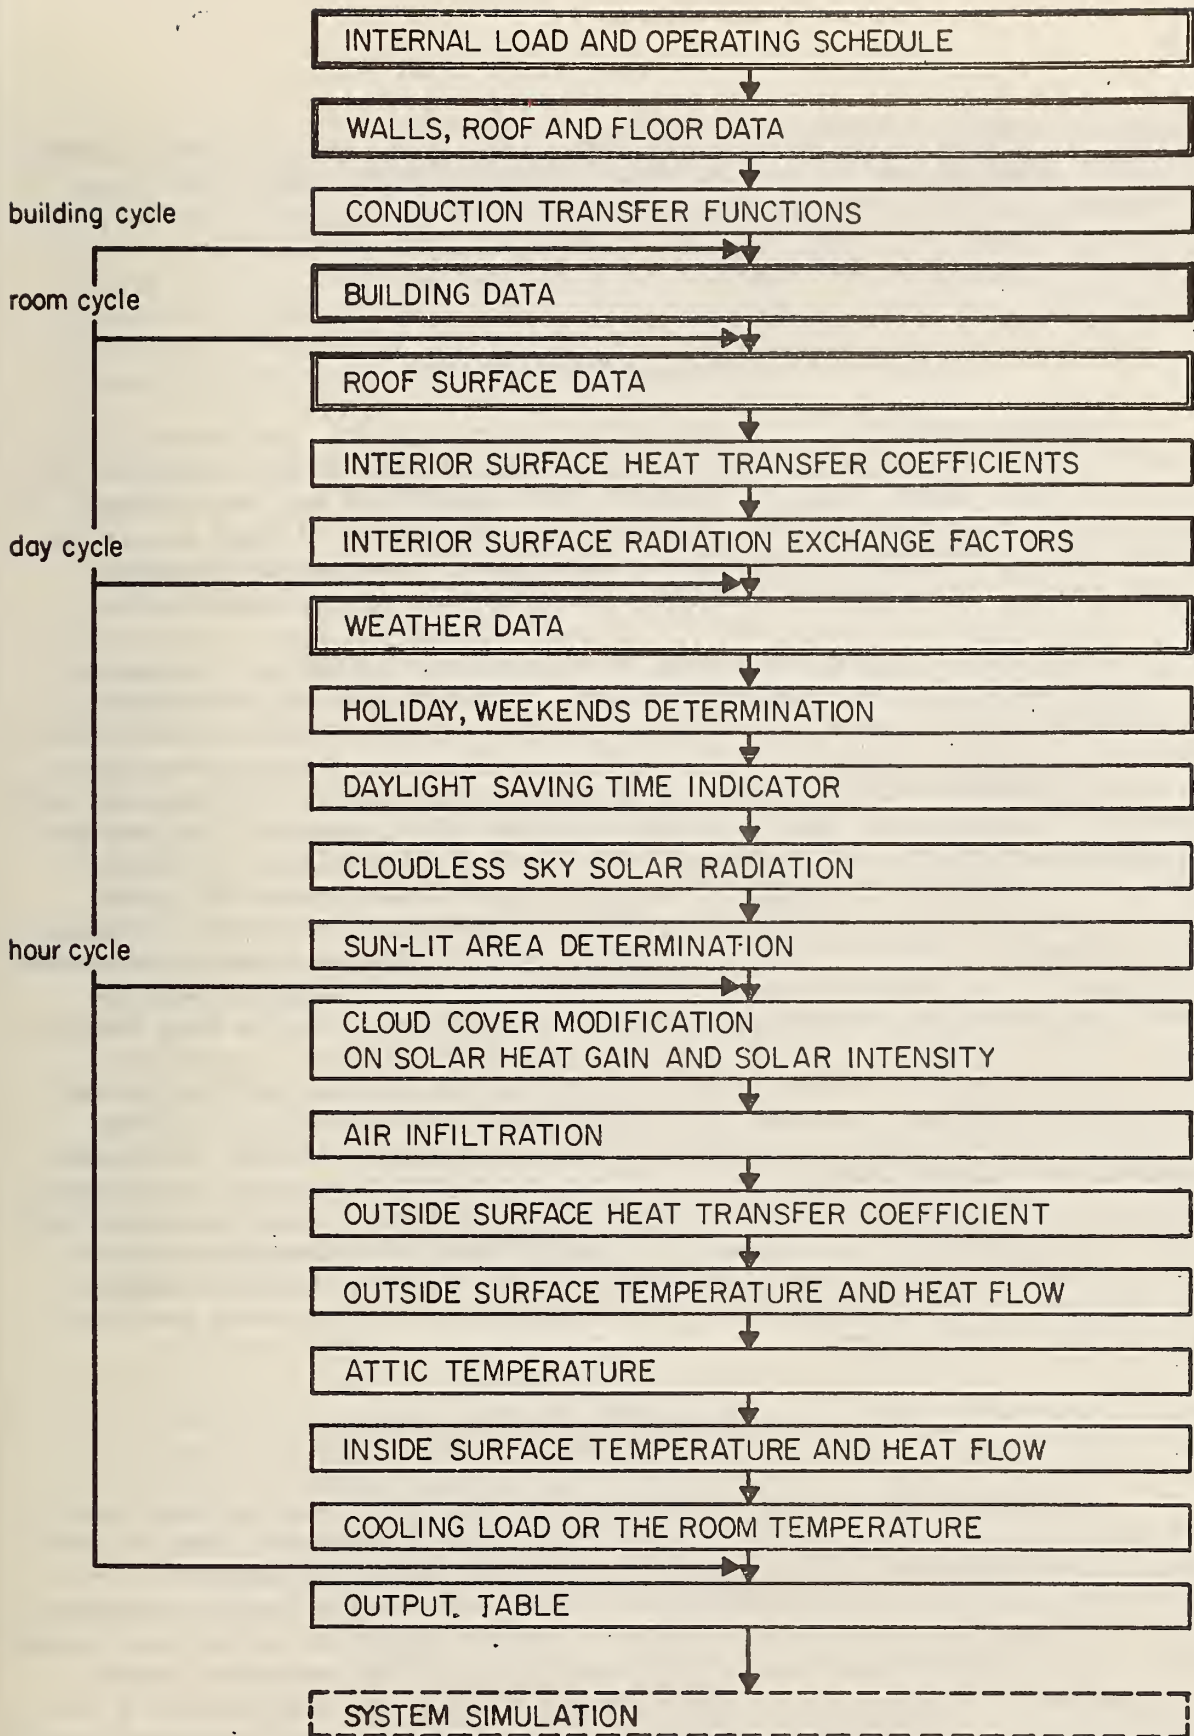 INTERNAL LOAD AND OPERATING SCHEDULE
WALLS, ROOF AND FLOOR DATA
building cycle
CONDUCTION TRANSFER FUNCTIONS
room cycle
BUILDING DATA
ROOF SURFACE DATA
INTERIOR SURFACE HEAT TRANSFER COEFFICIENTS
day cycle
INTERIOR SURFACE RADIATION EXCHANGE FACTORS
WEATHER DATA
HOLIDAY, WEEKENDS DETERMINATION
DAYLIGHT SAVING TIME INDICATOR
CLOUDLESS SKY SOLAR RADIATION
hour cycle
SUN-LIT AREA DETERMINATION
CLOUD COVER MODIFICATION
ON SOLAR HEAT GAIN AND SOLAR INTENSITY
AIR INFILTRATION
OUTSIDE SURFACE HEAT TRANSFER COEFFICIENT
OUTSIDE SURFACE TEMPERATURE AND HEAT FLOW
ATTIC TEMPERATURE
INSIDE SURFACE TEMPERATURE AND HEAT FLOW
COOLING LOAD OR THE ROOM TEMPERATURE
OUTPUT. TABLE
SYSTEM SIMULATION